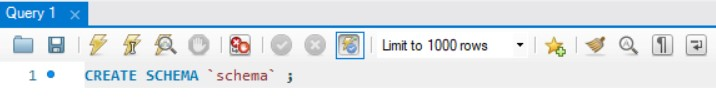 Query 1
Limit to 1000 rows
1 CREATE SCHEMA `schema` ;